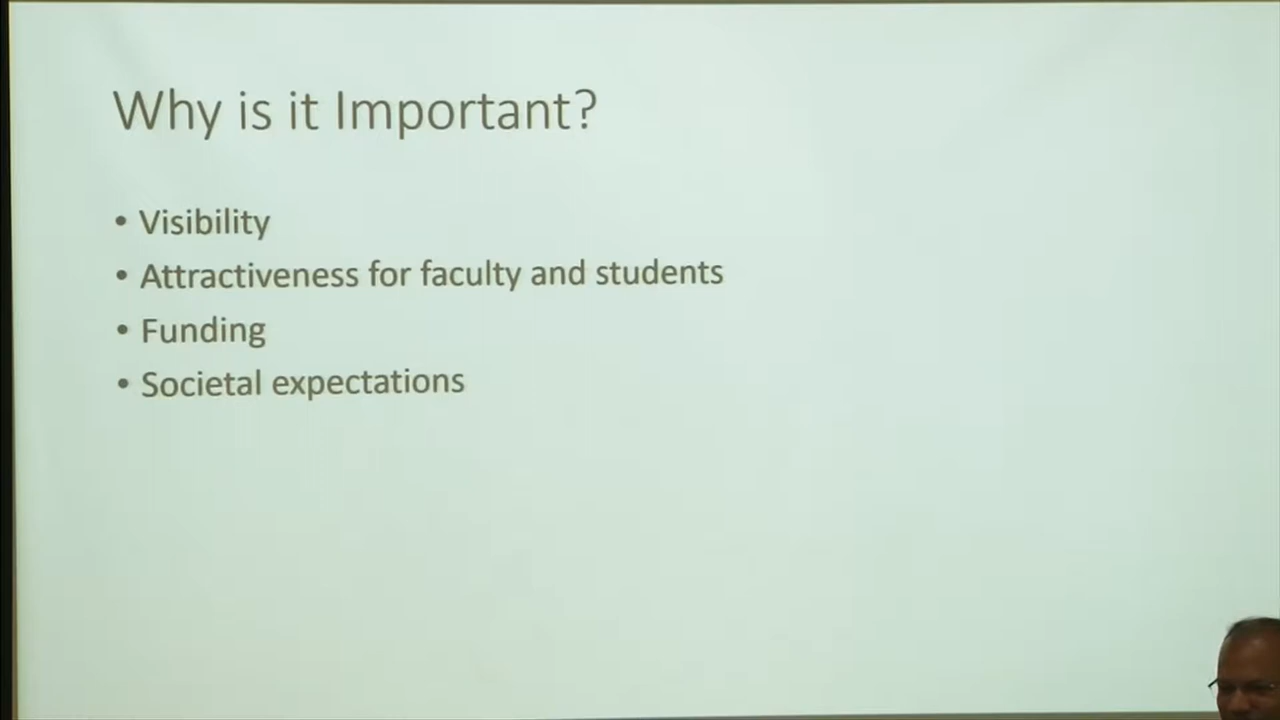 Why is it Important?
• Visibility
• Attractiveness for faculty and students
• Funding
• Societal expectations